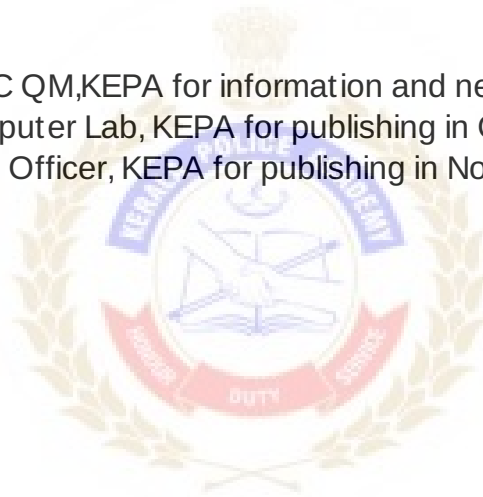 C QM,KEPA for information and ne
puter Lab, KEPA for publishing in
Officer, KEPA for publishing in No
KERALA POLICE ACADEMY
HONOUR
DUTY
SERVICE